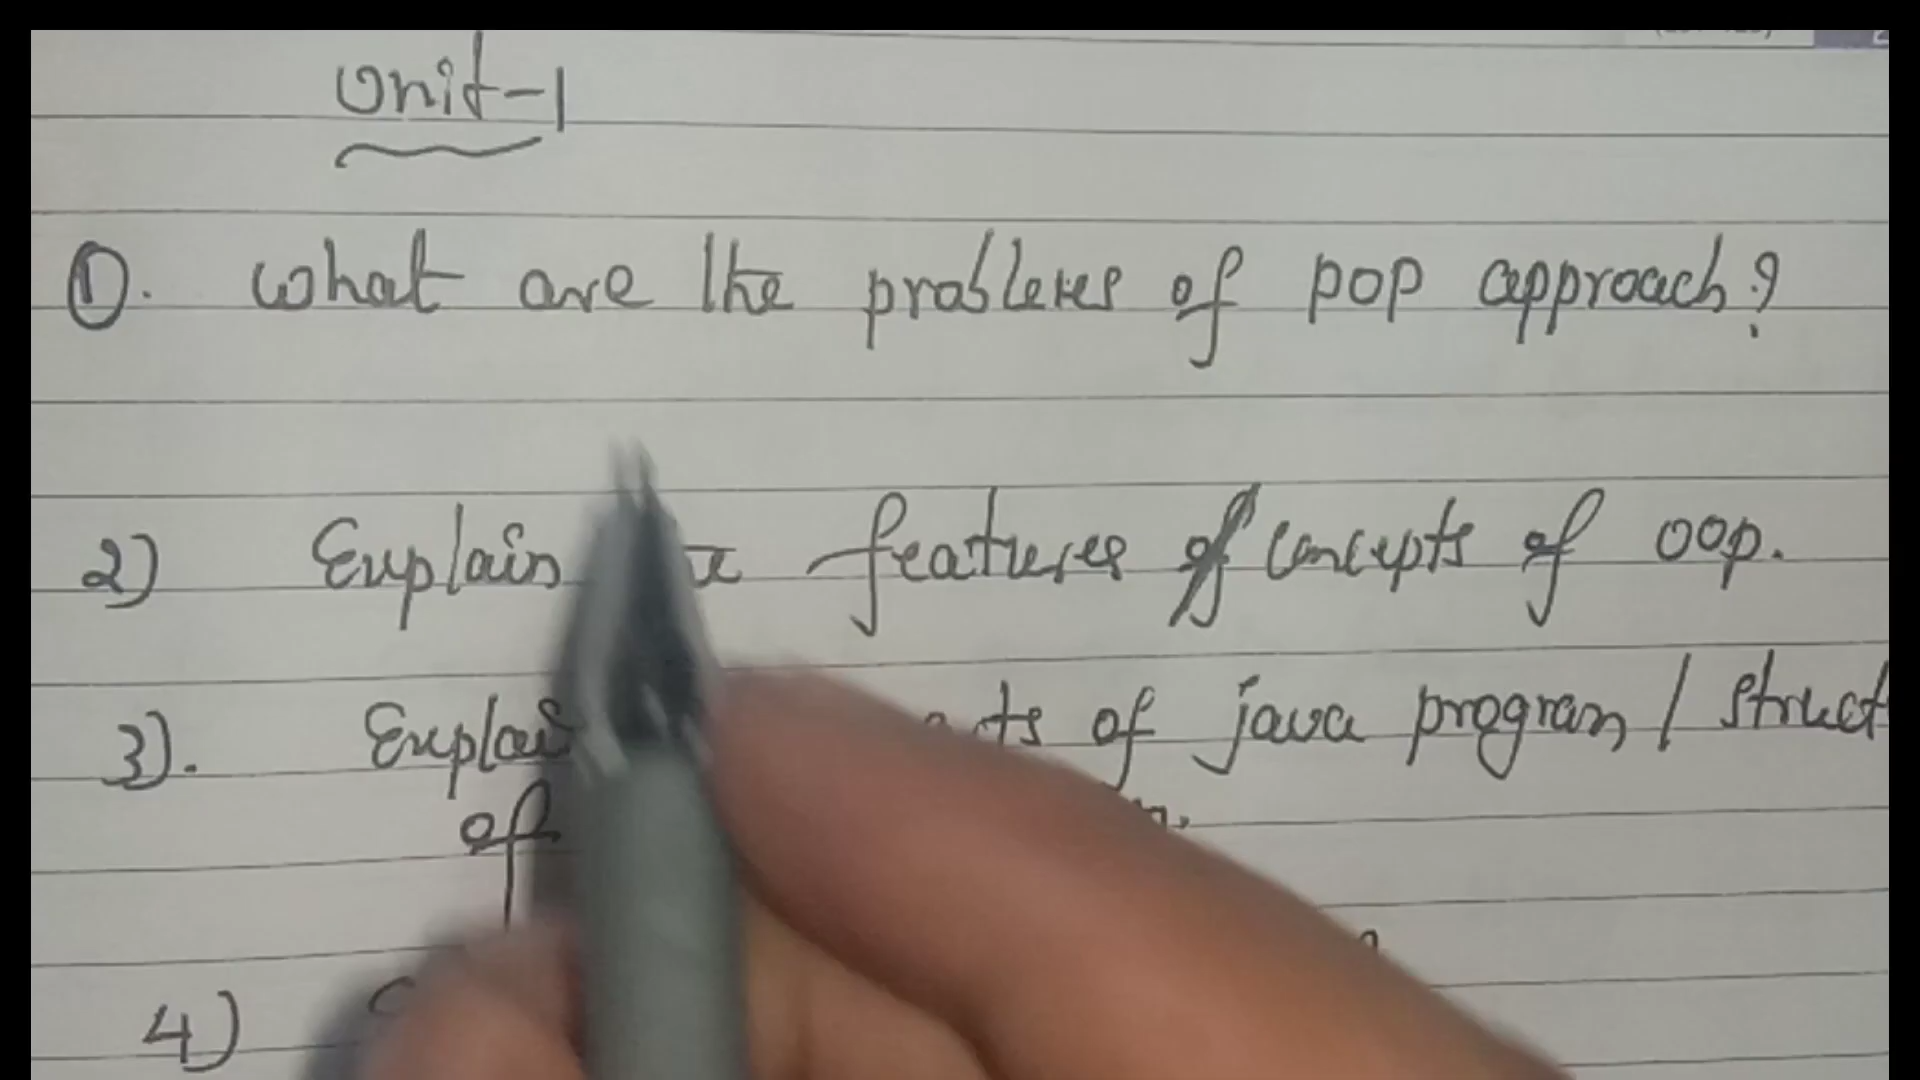 Unit-1
1. What are the problems of pop approach?
2) Explain features of concepts of oop.
3). of java program / struct
of
4)